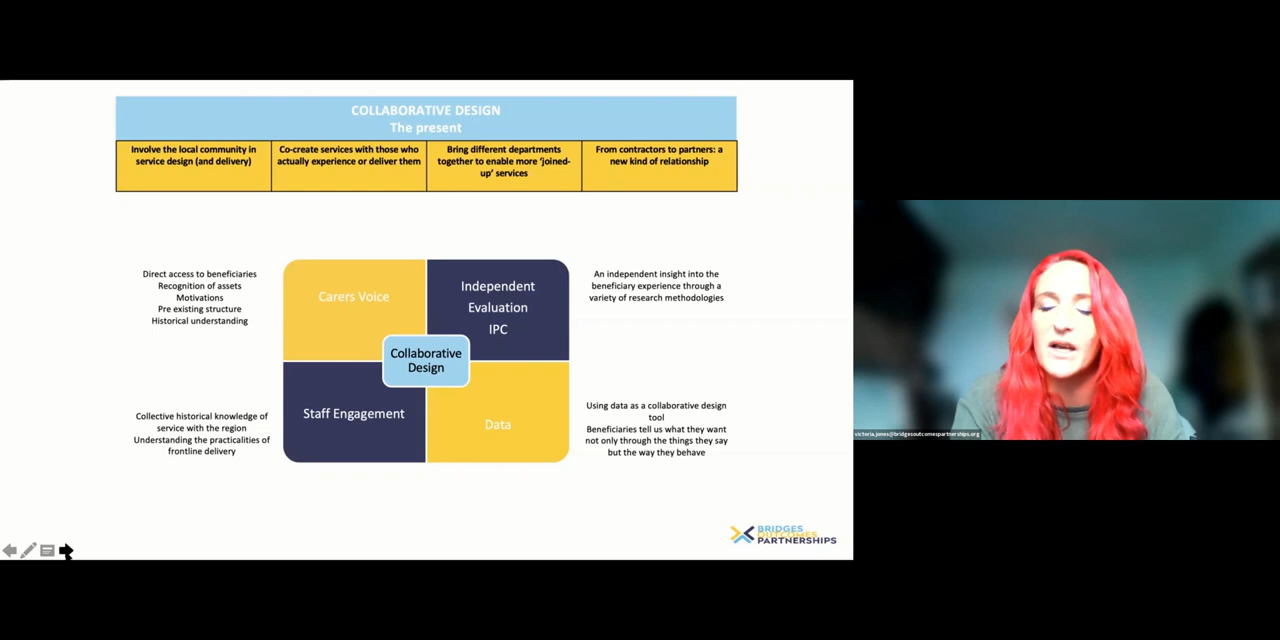 COLLABORATIVE DESIGN
The present
Involve the local community in
service design (and delivery)
Co-create services with those who
actually experience or deliver them
Bring different departments
together to enable more ‘joined-
up’ services
From contractors to partners: a
new kind of relationship
Direct access to beneficiaries
Recognition of assets
Motivations
Pre existing structure
Historical understanding
Carers Voice
Independent
Evaluation
IPC
An independent insight into the
beneficiary experience through a
variety of research methodologies
Collaborative
Design
Collective historical knowledge of
service with the region
Understanding the practicalities of
frontline delivery
Staff Engagement
Data
Using data as a collaborative design
tool
Beneficiaries tell us what they want
not only through the things they say
but the way they behave
BRIDGES
OUTCOMES
PARTNERSHIPS
victoria.jones@bridgesoutcomespartnerships.org